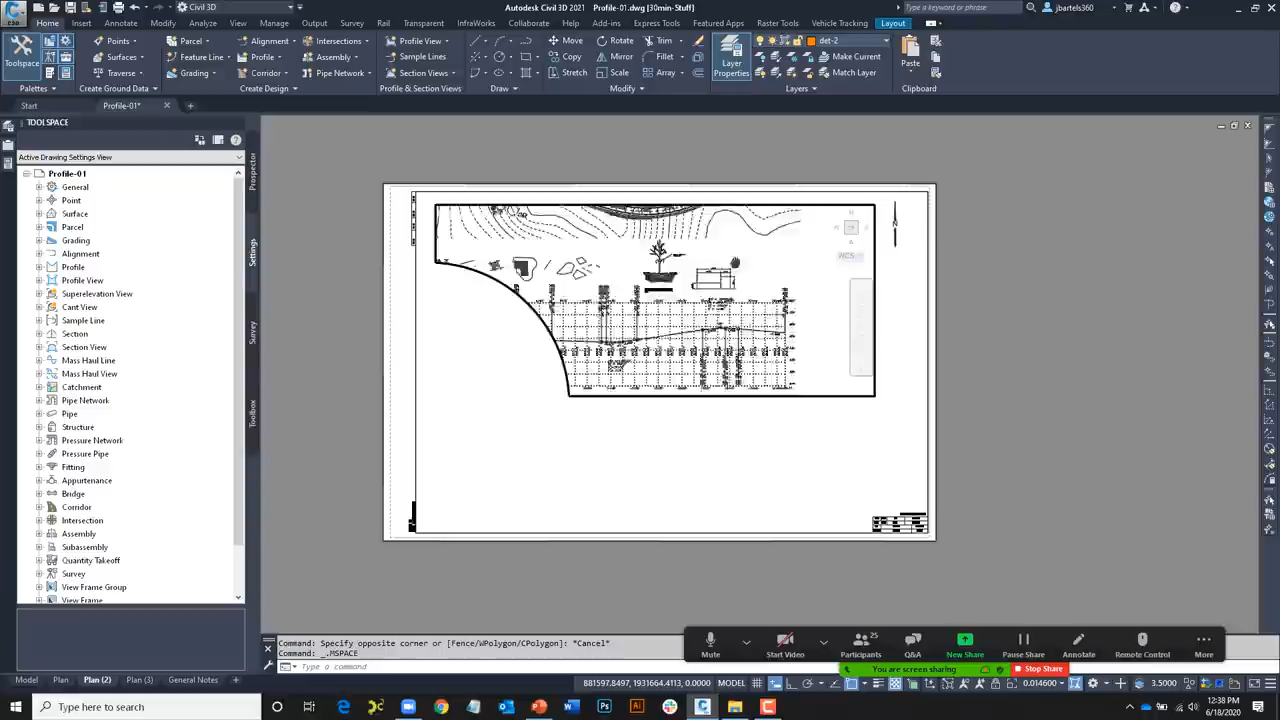 Civil 3D
Autodesk Civil 3D 2021 Profile-01.dwg [30min-Stuff]
Type a keyword or phrase
jbartels360
Home Insert Annotate Modify Analyze View Manage Output Survey Rail Transparent InfraWorks Collaborate Help Add-ins Express Tools Featured Apps Raster Tools Vehicle Tracking Layout
Points Parcel Alignment Intersections Profile View Move Rotate Trim det-2
Surfaces Feature Line Profile Assembly Sample Lines Copy Mirror Fillet Make Current
Toolspace Traverse Grading Corridor Pipe Network Section Views Stretch Scale Array Layer Properties Match Layer Paste
Palettes Create Ground Data Create Design Profile & Section Views Draw Modify Layers Clipboard
Start Profile-01*
TOOLSPACE
Active Drawing Settings View
Profile-01
General
Point
Surface
Parcel
Grading
Alignment
Profile
Profile View
Superelevation View
Cant View
Sample Line
Section
Section View
Mass Haul Line
Mass Haul View
Catchment
Pipe Network
Pipe
Structure
Pressure Network
Pressure Pipe
Fitting
Appurtenance
Bridge
Corridor
Intersection
Assembly
Subassembly
Quantity Takeoff
Survey
View Frame Group
View Frame
Prospector
Settings
Survey
Toolbox
WCS
Command: Specify opposite corner or [Fence/WPolygon/CPolygon]: *Cancel*
Command: _.MSPACE
Type a command
Mute Start Video Participants 25 Q&A New Share Pause Share Annotate Remote Control More
You are screen sharing Stop Share
Model Plan Plan (2) Plan (3) General Notes
881597.8497, 1931664.4113, 0.0000 MODEL 0.014600 3.5000
Type here to search
12:38 PM
6/18/2020